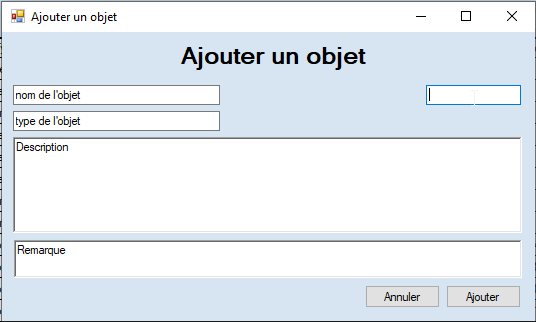 Ajouter un objet
Ajouter un objet
nom de l'objet
type de l'objet
Description
Remarque
Annuler
Ajouter